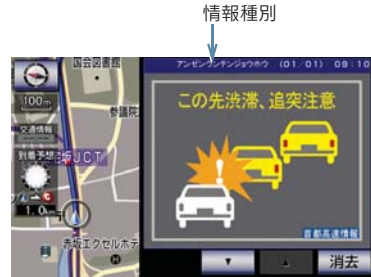 情報種別
アンゼンウンテンジョウホウ (01/01) 09:10
国会図書館
100m
参議院
交通情報
到着予想
JCT
1.0km
赤坂エクセルホテ
この先渋滞、追突注意
首都高速情報
消去